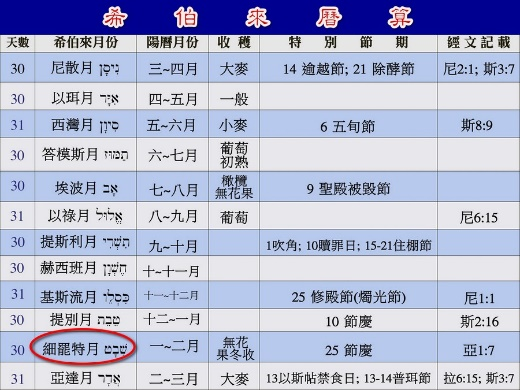 希伯來曆算
天數 希伯來月份 陽曆月份 收穫 特別節期 經文記載
30 尼散月 נִיסָן 三~四月 大麥 14 逾越節; 21 除酵節 尼2:1; 斯3:7
30 以珥月 אִיָּר 四~五月 一般
31 西灣月 סִיוָן 五~六月 小麥 6 五旬節 斯8:9
30 答模斯月 תַּמּוּז 六~七月 葡萄
初熟
30 埃波月 אָב 七~八月 橄欖
無花果 9 聖殿被毀節
31 以祿月 אֱלוּל 八~九月 葡萄 尼6:15
30 提斯利月 תִּשְׁרִי 九~十月 1吹角; 10贖罪日; 15-21住棚節
30 赫西班月 חֶשְׁוָן 十~十一月
31 基斯流月 כִּסְלֵו 十一~十二月 25 修殿節(燭光節) 尼1:1
30 提別月 טֵבֵת 十二~一月 10 節慶 斯2:16
30 細罷特月 שְׁבָט 一~二月 無花
果冬收 25 節慶 亞1:7
31 亞達月 אֲדָר 二~三月 大麥 13以斯帖禁食日; 13-14普珥節 拉6:15; 斯3:7